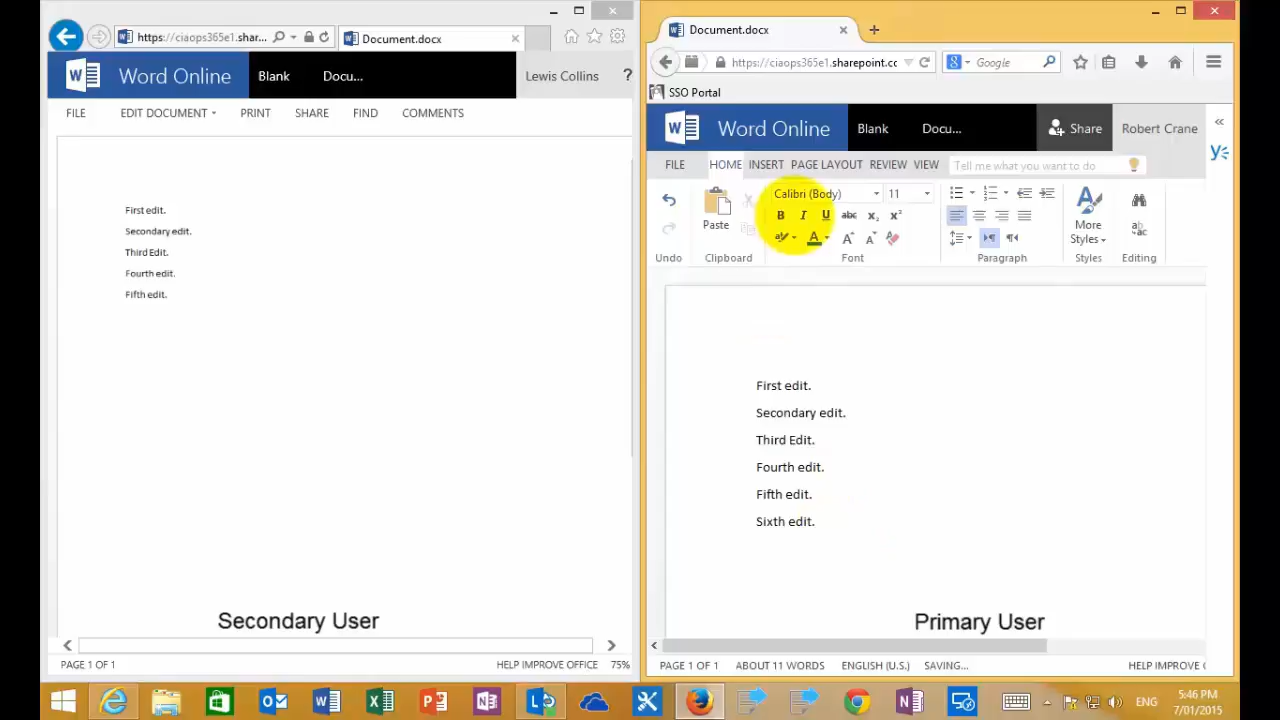 https://ciaops365e1.shar...
Document.docx
Word Online
Blank
Docu...
Lewis Collins
?
FILE
EDIT DOCUMENT
PRINT
SHARE
FIND
COMMENTS
First edit.
Secondary edit.
Third Edit.
Fourth edit.
Fifth edit.
Secondary User
PAGE 1 OF 1
HELP IMPROVE OFFICE
75%
Document.docx
https://ciaops365e1.sharepoint.cc
Google
SSO Portal
Word Online
Blank
Docu...
Share
Robert Crane
FILE
HOME
INSERT
PAGE LAYOUT
REVIEW
VIEW
Tell me what you want to do
Paste
Calibri (Body)
11
B I U abc x₂ x²
More
Styles
Undo
Clipboard
Font
Paragraph
Styles
Editing
First edit.
Secondary edit.
Third Edit.
Fourth edit.
Fifth edit.
Sixth edit.
Primary User
PAGE 1 OF 1
ABOUT 11 WORDS
ENGLISH (U.S.)
SAVING...
HELP IMPROVE
ENG
5:46 PM
7/01/2015